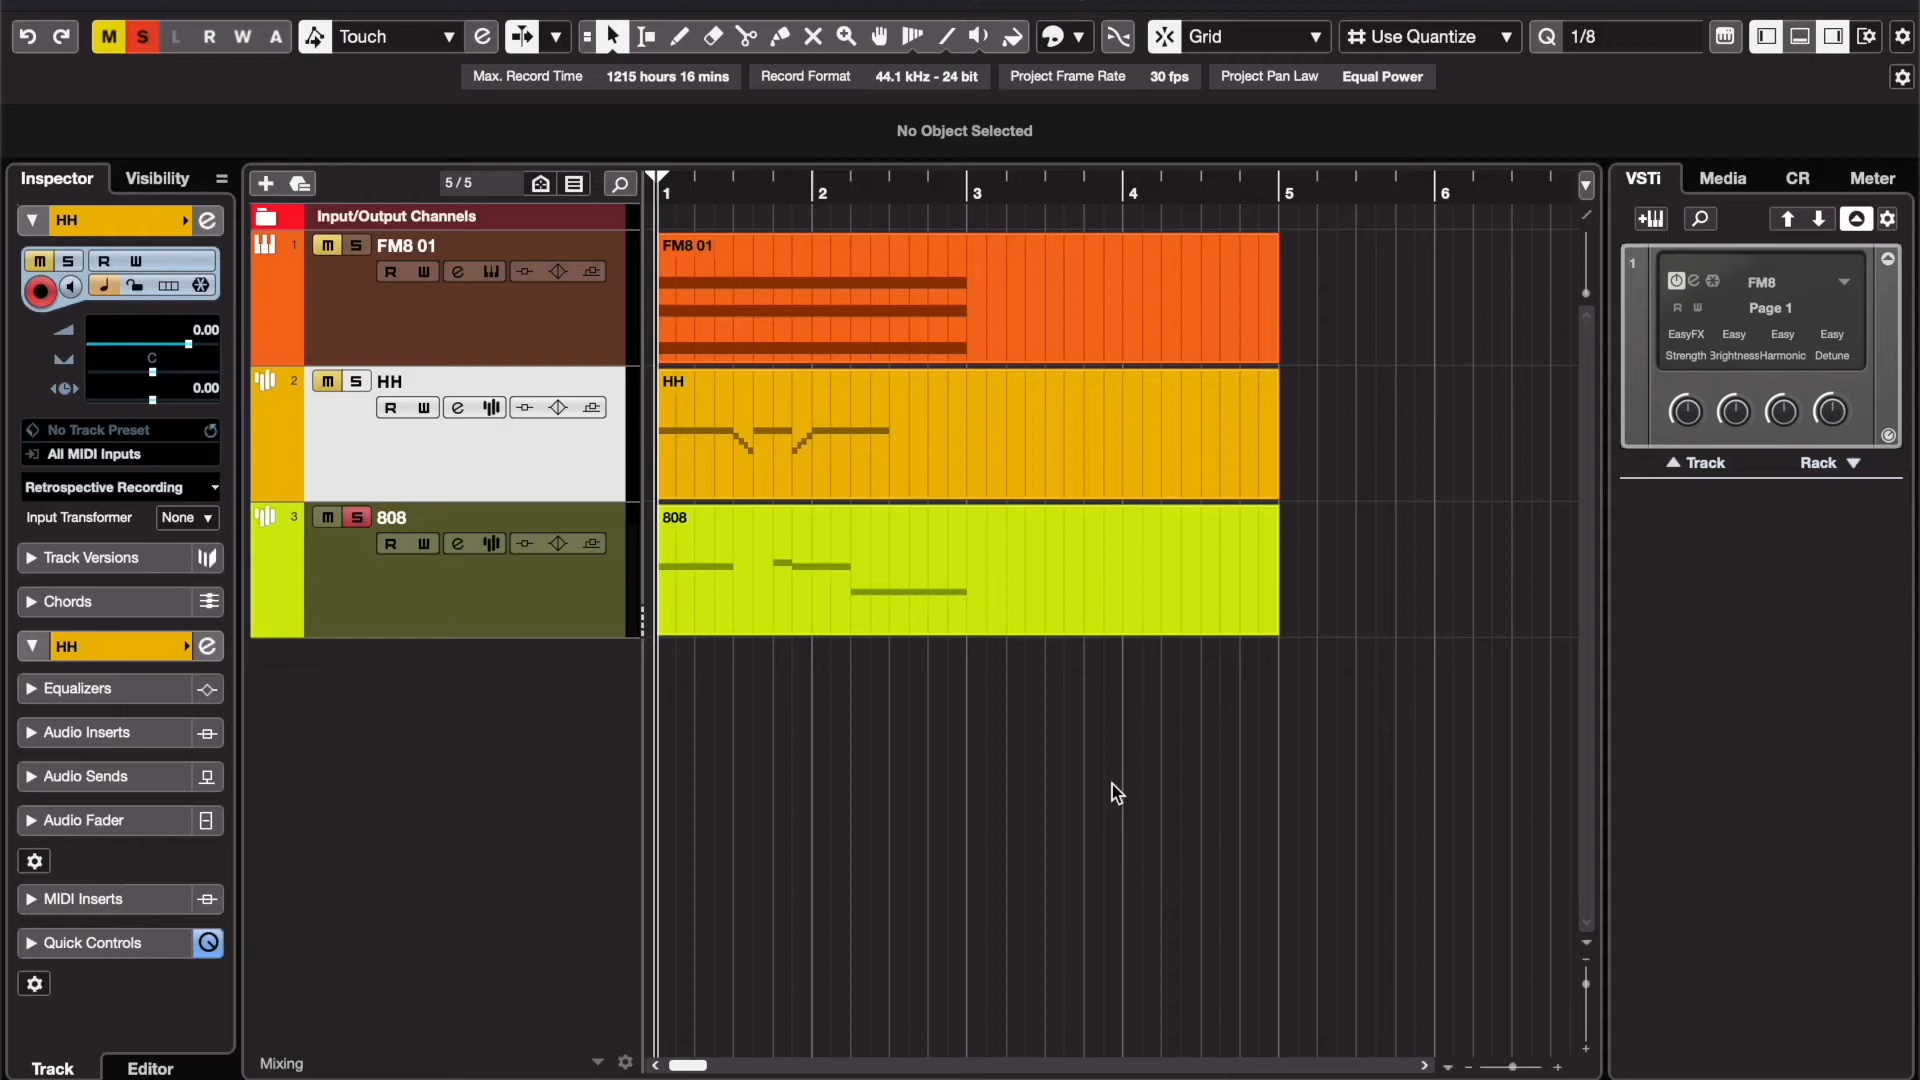 M S L R W A Touch Grid Use Quantize 1/8
Max. Record Time 1215 hours 16 mins Record Format 44.1 kHz - 24 bit Project Frame Rate 30 fps Project Pan Law Equal Power
No Object Selected
Inspector Visibility
HH
M S R W
0.00
C
0.00
No Track Preset
All MIDI Inputs
Retrospective Recording
Input Transformer None
Track Versions
Chords
HH
Equalizers
Audio Inserts
Audio Sends
Audio Fader
MIDI Inserts
Quick Controls
Track Editor
5 / 5
Input/Output Channels
1 M S FM8 01
R W
2 M S HH
R W
3 M S 808
R W
Mixing
1 2 3 4 5 6
FM8 01
HH
808
VSTi Media CR Meter
1
FM8
R W Page 1
EasyFX Easy Easy Easy
Strength BrightnessHarmonic Detune
Track Rack